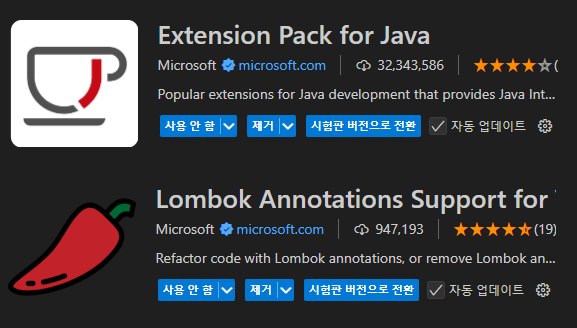 Extension Pack for Java
Microsoft microsoft.com 32,343,586 (
Popular extensions for Java development that provides Java Int...
사용 안 함 제거 시험판 버전으로 전환 자동 업데이트
Lombok Annotations Support for
Microsoft microsoft.com 947,193 (19)
Refactor code with Lombok annotations, or remove Lombok an...
사용 안 함 제거 시험판 버전으로 전환 자동 업데이트